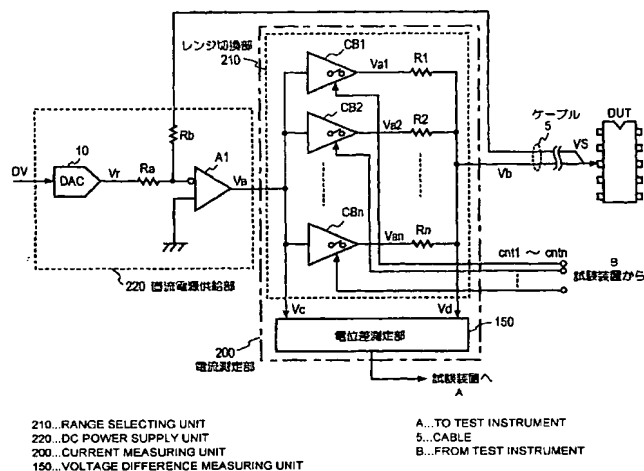 レンジ切換部
210
CB1
Va1
R1
CB2
VB2
R2
ケーブル
5
DUT
VS
Rb
10
A1
DV
DAC
Vr
Ra
VB
Vb
CBn
VBn
Rn
cnt1 ～ cntn
B
試験装置から
220 直流電源供給部
Vc
Vd
150
電位差測定部
200
電流測定部
試験装置へ
A
210...RANGE SELECTING UNIT
220...DC POWER SUPPLY UNIT
200...CURRENT MEASURING UNIT
150...VOLTAGE DIFFERENCE MEASURING UNIT
A...TO TEST INSTRUMENT
5...CABLE
B...FROM TEST INSTRUMENT